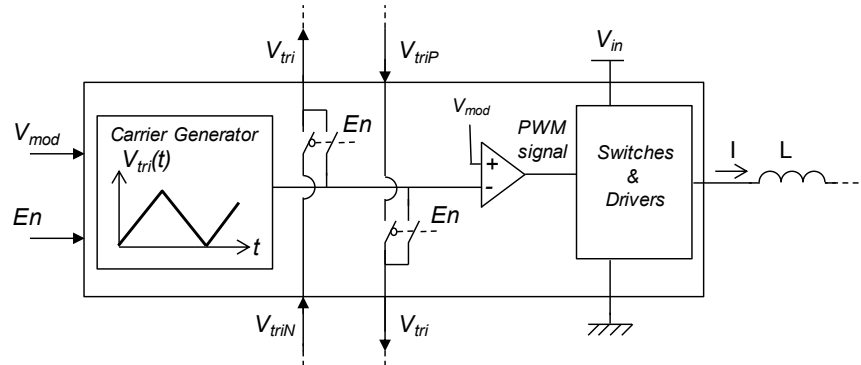 V_tri
V_triP
V_in
V_mod
Carrier Generator
V_tri(t)
t
En
En
V_mod
PWM
signal
Switches
&
Drivers
I
L
En
V_triN
V_tri